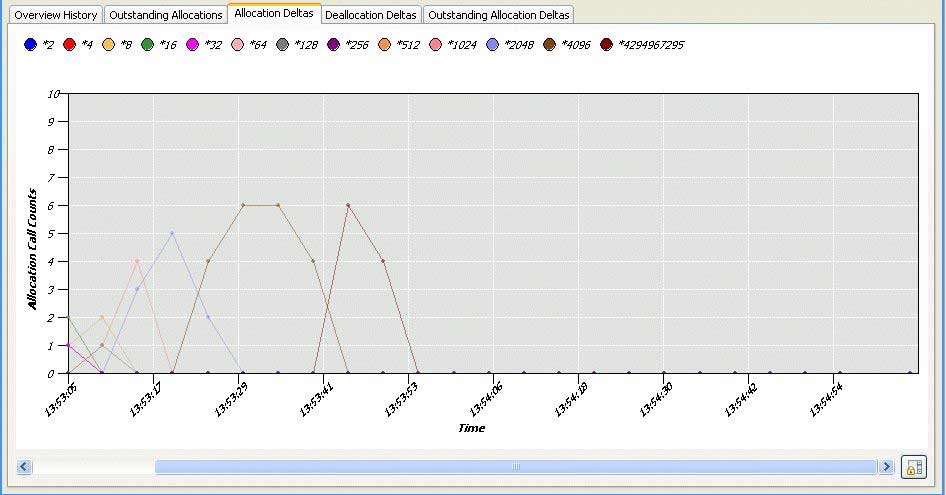 Overview History Outstanding Allocations Allocation Deltas Deallocation Deltas Outstanding Allocation Deltas
*2 *4 *8 *16 *32 *64 *128 *256 *512 *1024 *2048 *4096 *4294967295
10
9
8
7
6
5
4
3
2
1
0
Allocation Call Counts
13:53:05 13:53:17 13:53:29 13:53:41 13:53:53 13:54:06 13:54:18 13:54:30 13:54:42 13:54:54
Time